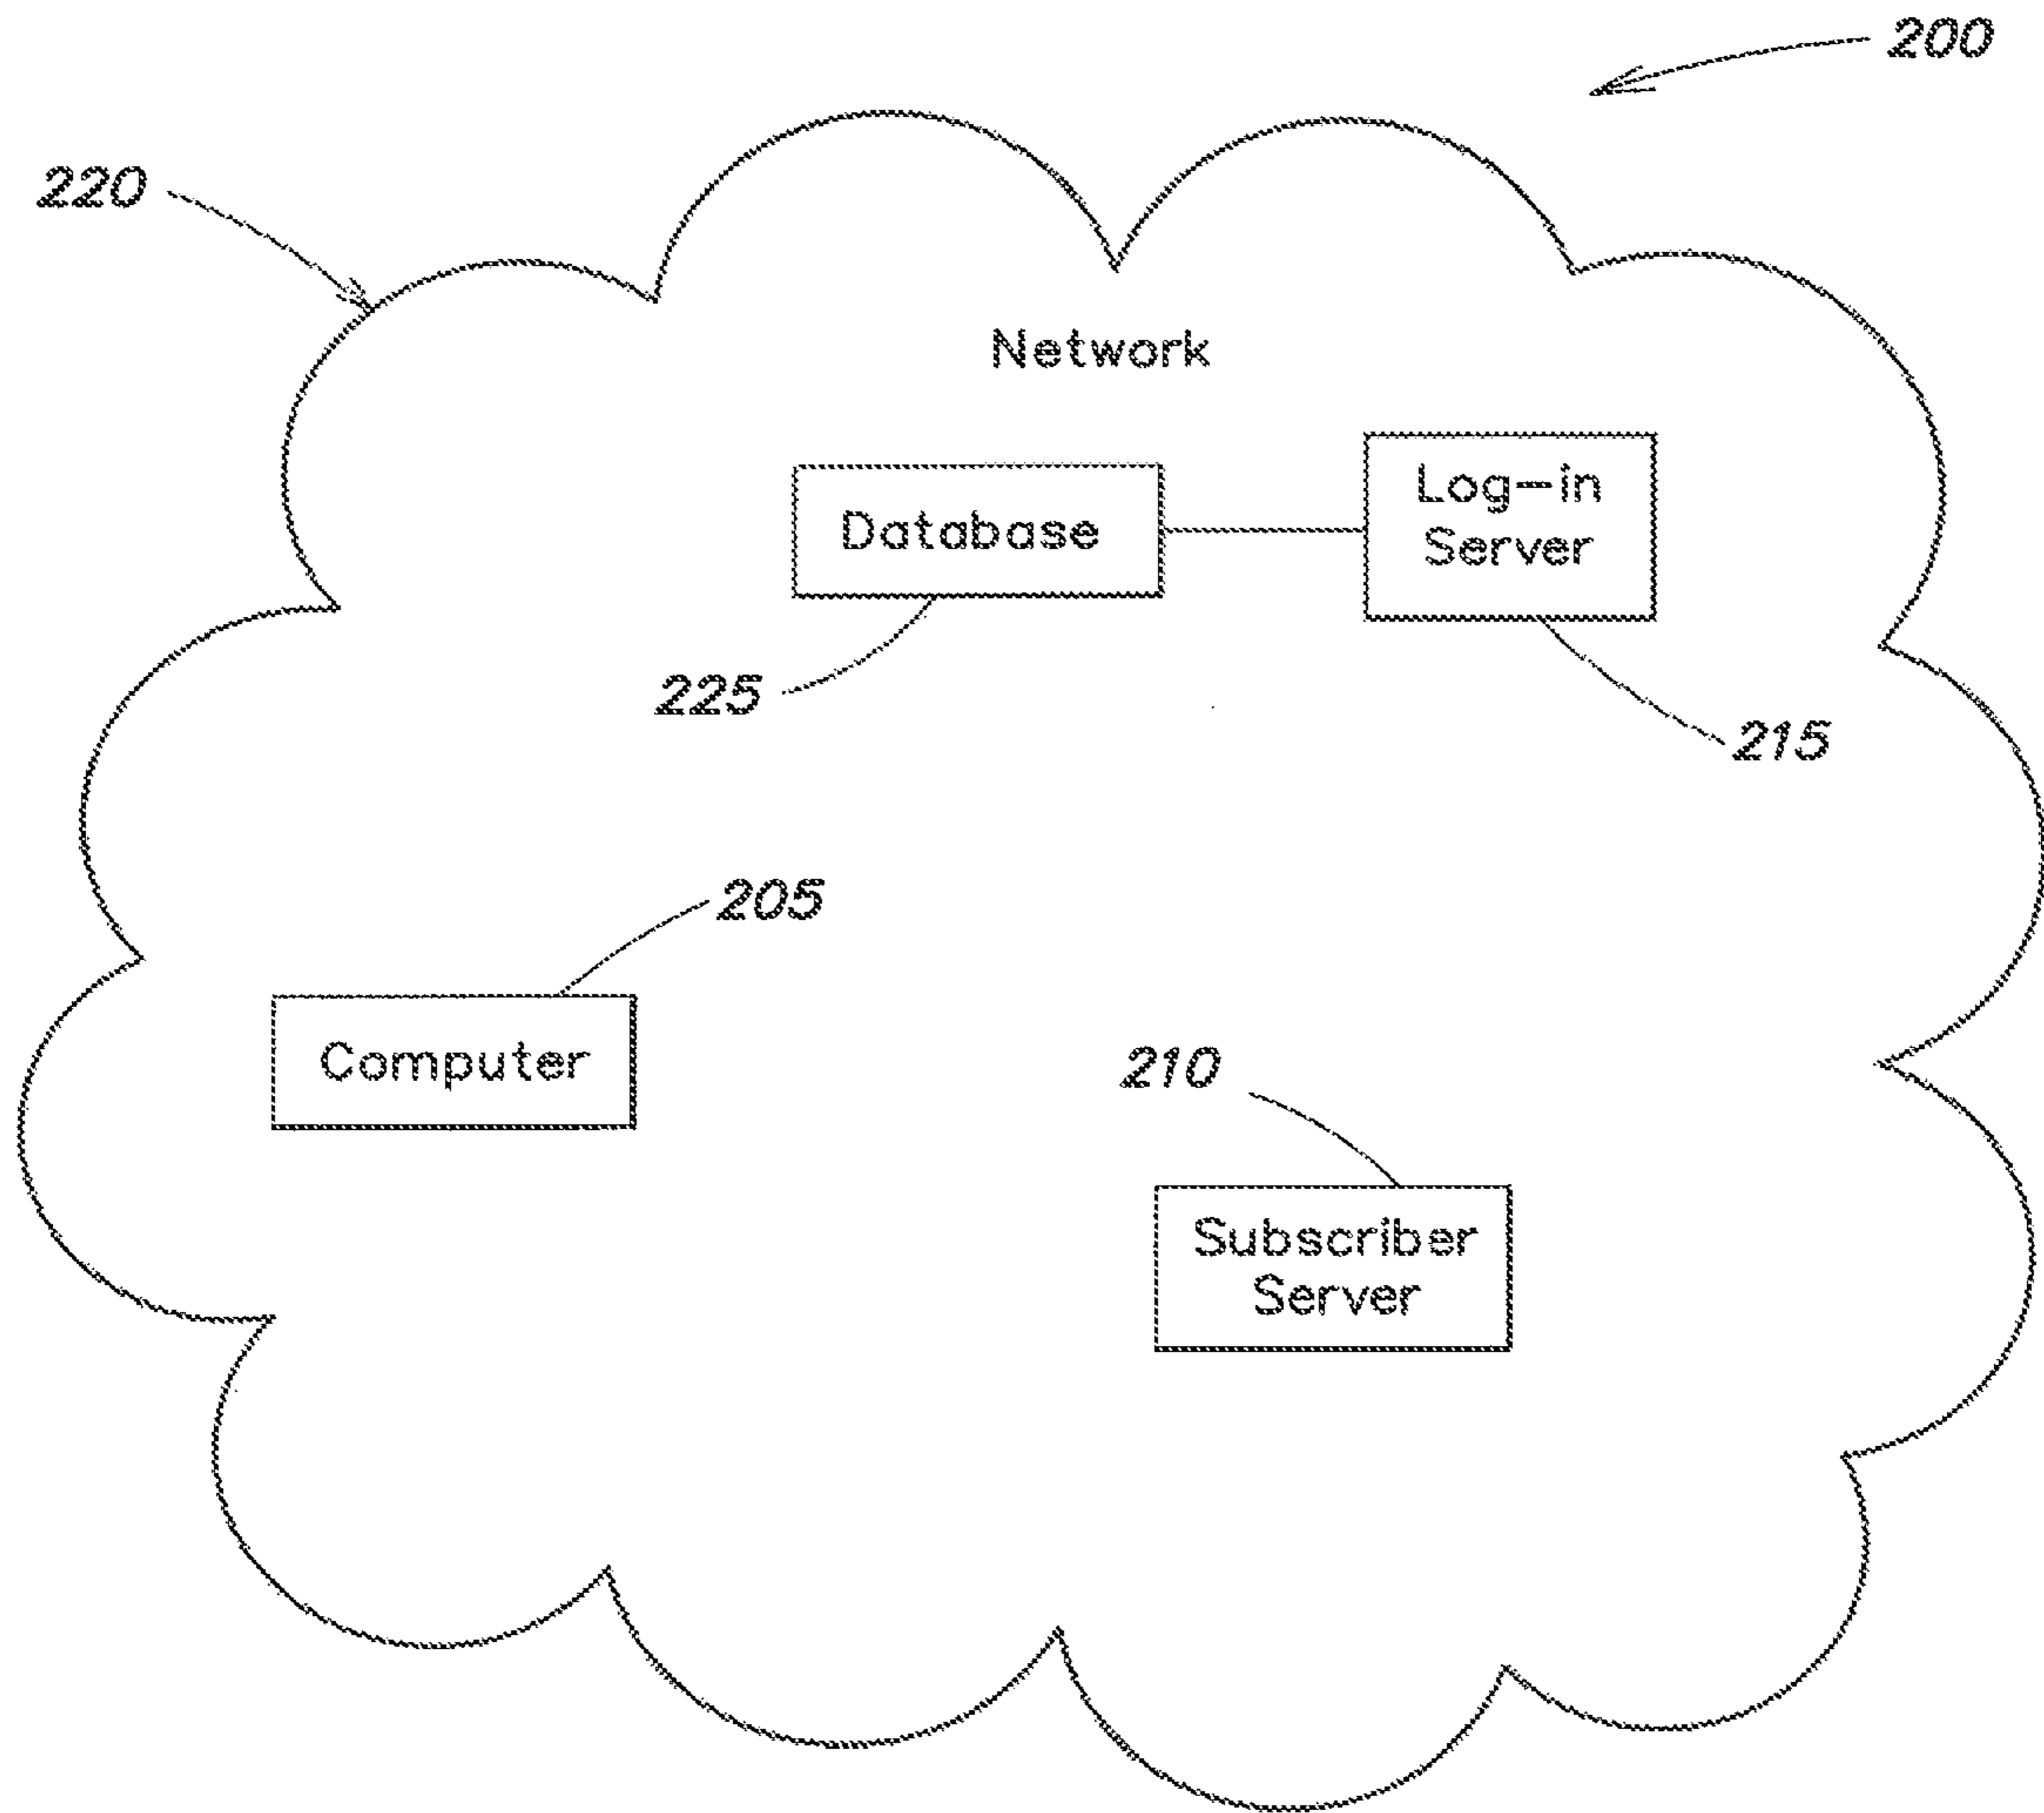 200
220
Network
Database
Log-in
Server
225
215
205
Computer
210
Subscriber
Server